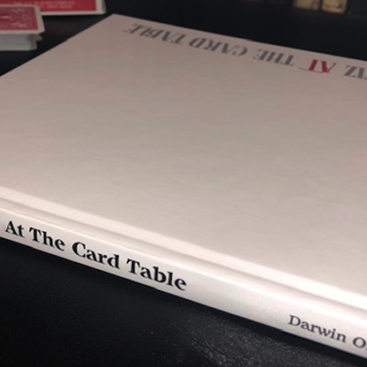 AT THE CARD TABLE
At The Card Table
Darwin